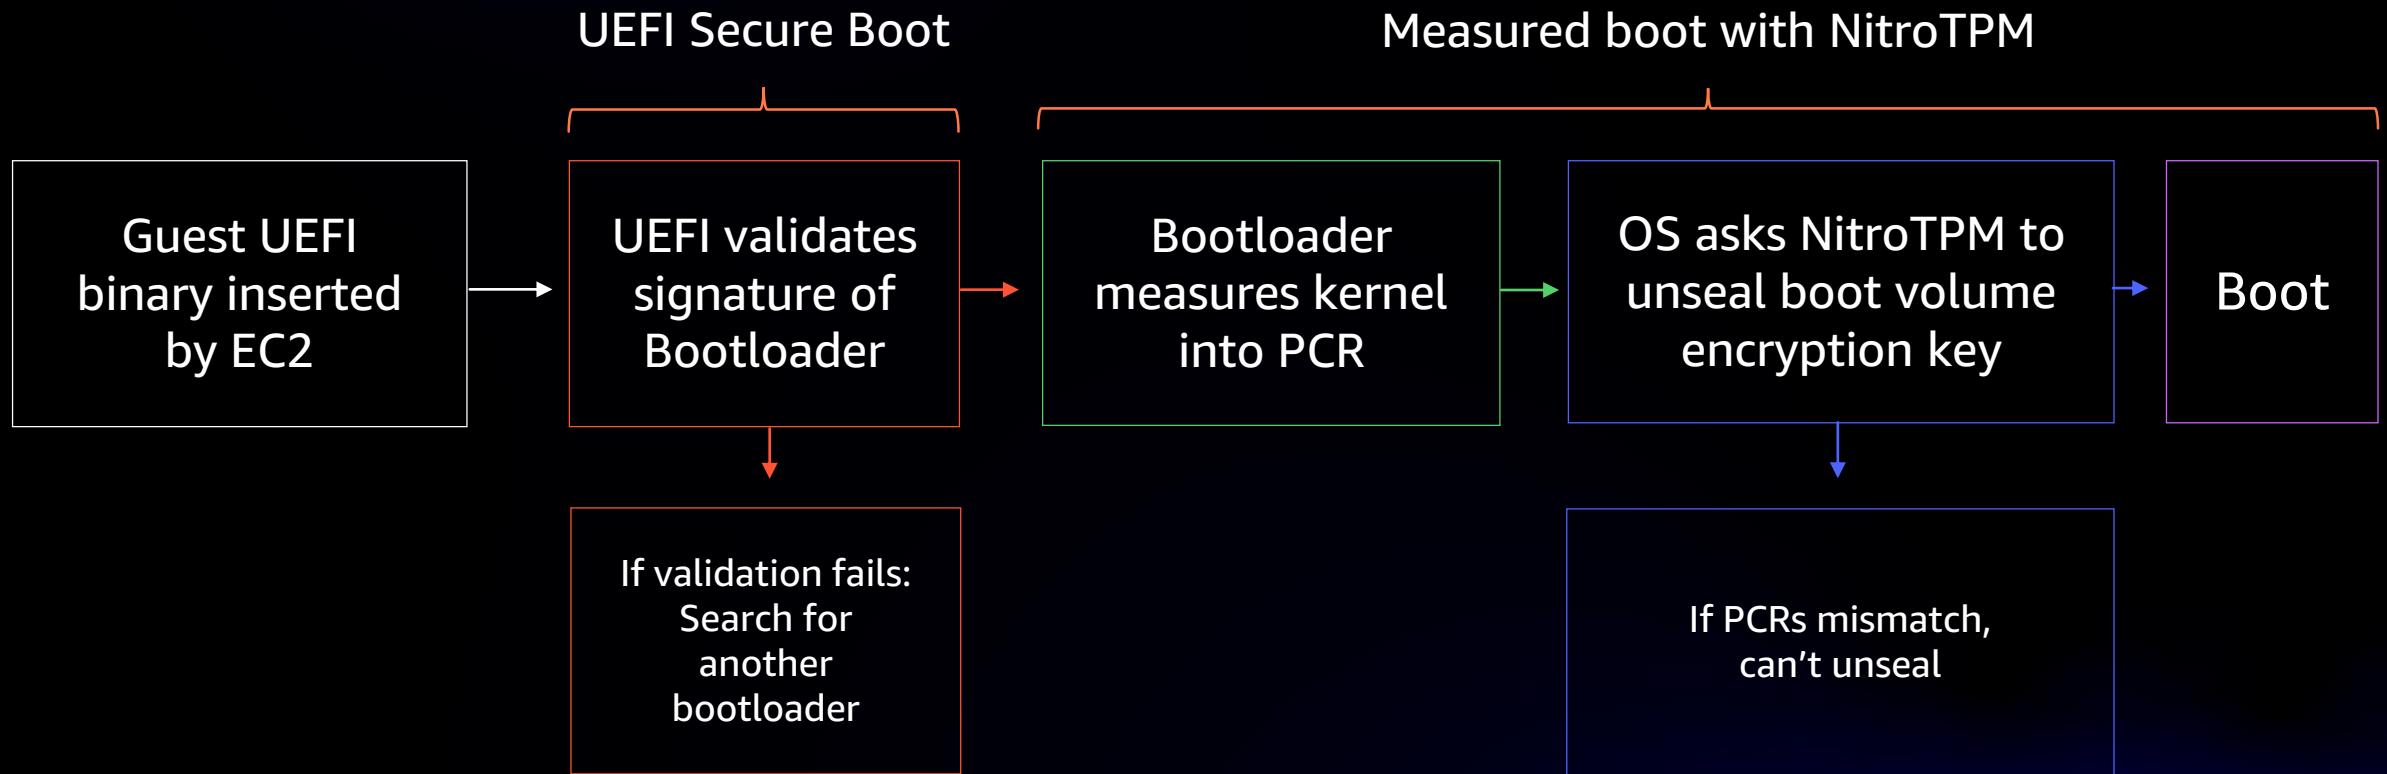 UEFI Secure Boot
Measured boot with NitroTPM
Guest UEFI
binary inserted
by EC2
UEFI validates
signature of
Bootloader
Bootloader
measures kernel
into PCR
OS asks NitroTPM to
unseal boot volume
encryption key
Boot
If validation fails:
Search for
another
bootloader
If PCRs mismatch,
can’t unseal